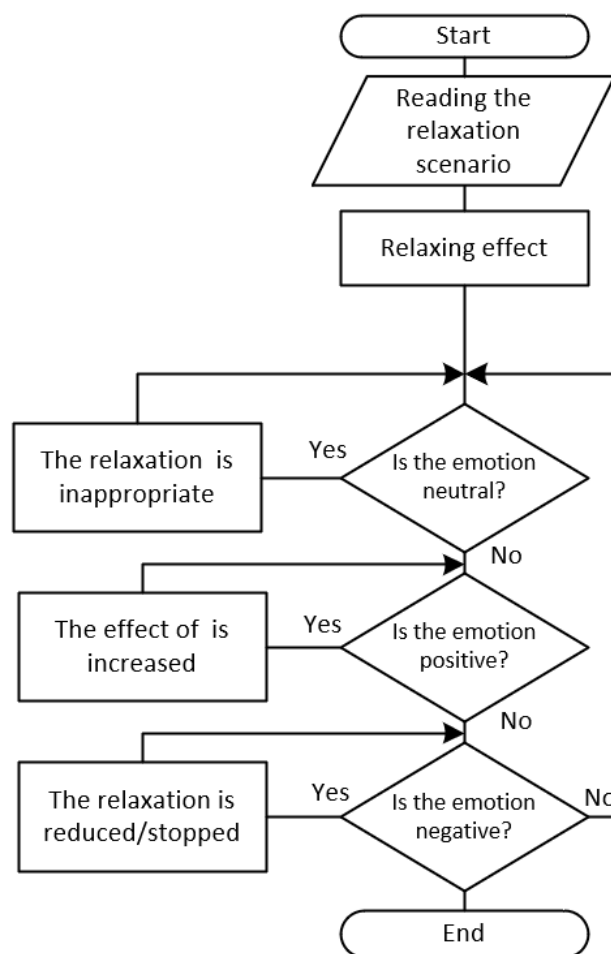 Start
Reading the
relaxation
scenario
Relaxing effect
Yes
The relaxation is
inappropriate
Is the emotion
neutral?
No
Yes
The effect of is
increased
Is the emotion
positive?
No
Yes
The relaxation is
reduced/stopped
Is the emotion
negative?
No
End